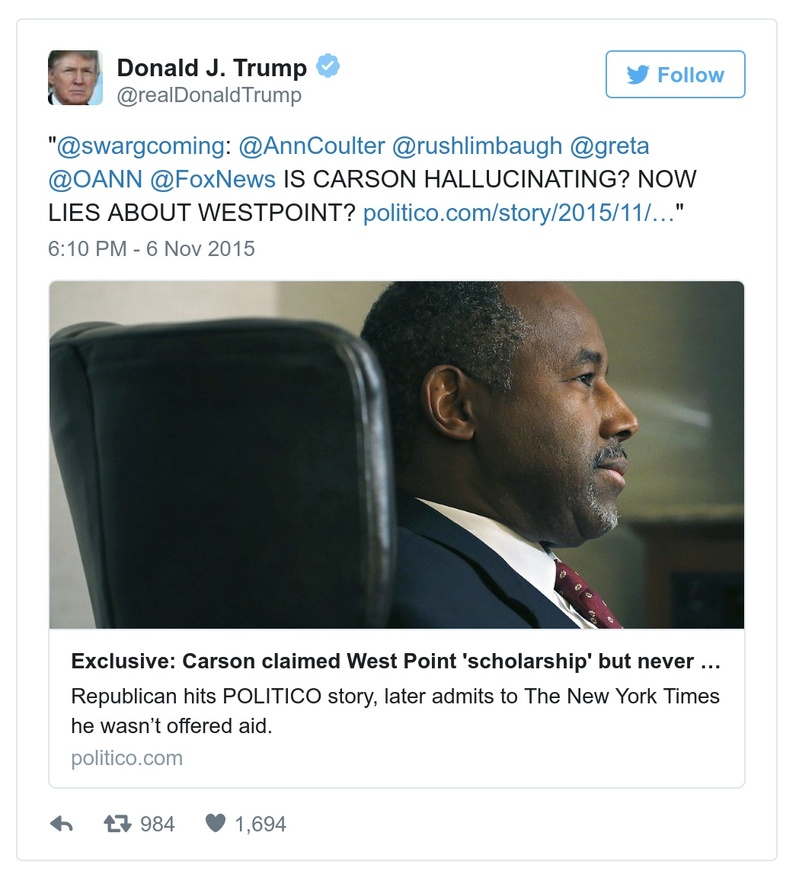 Donald J. Trump
@realDonaldTrump
Follow
"@swargcoming: @AnnCoulter @rushlimbaugh @greta
@OANN @FoxNews IS CARSON HALLUCINATING? NOW
LIES ABOUT WESTPOINT? politico.com/story/2015/11/…"
6:10 PM - 6 Nov 2015
Exclusive: Carson claimed West Point 'scholarship' but never …
Republican hits POLITICO story, later admits to The New York Times
he wasn’t offered aid.
politico.com
984
1,694